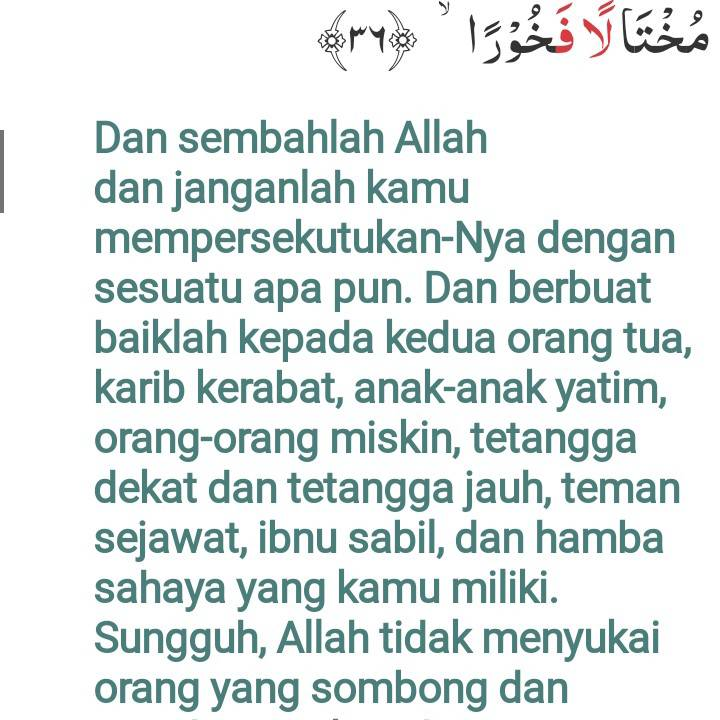 مُخْتَالًا فَخُوْرًا ۙ ﴿٣٦﴾
Dan sembahlah Allah
dan janganlah kamu
mempersekutukan-Nya dengan
sesuatu apa pun. Dan berbuat
baiklah kepada kedua orang tua,
karib kerabat, anak-anak yatim,
orang-orang miskin, tetangga
dekat dan tetangga jauh, teman
sejawat, ibnu sabil, dan hamba
sahaya yang kamu miliki.
Sungguh, Allah tidak menyukai
orang yang sombong dan